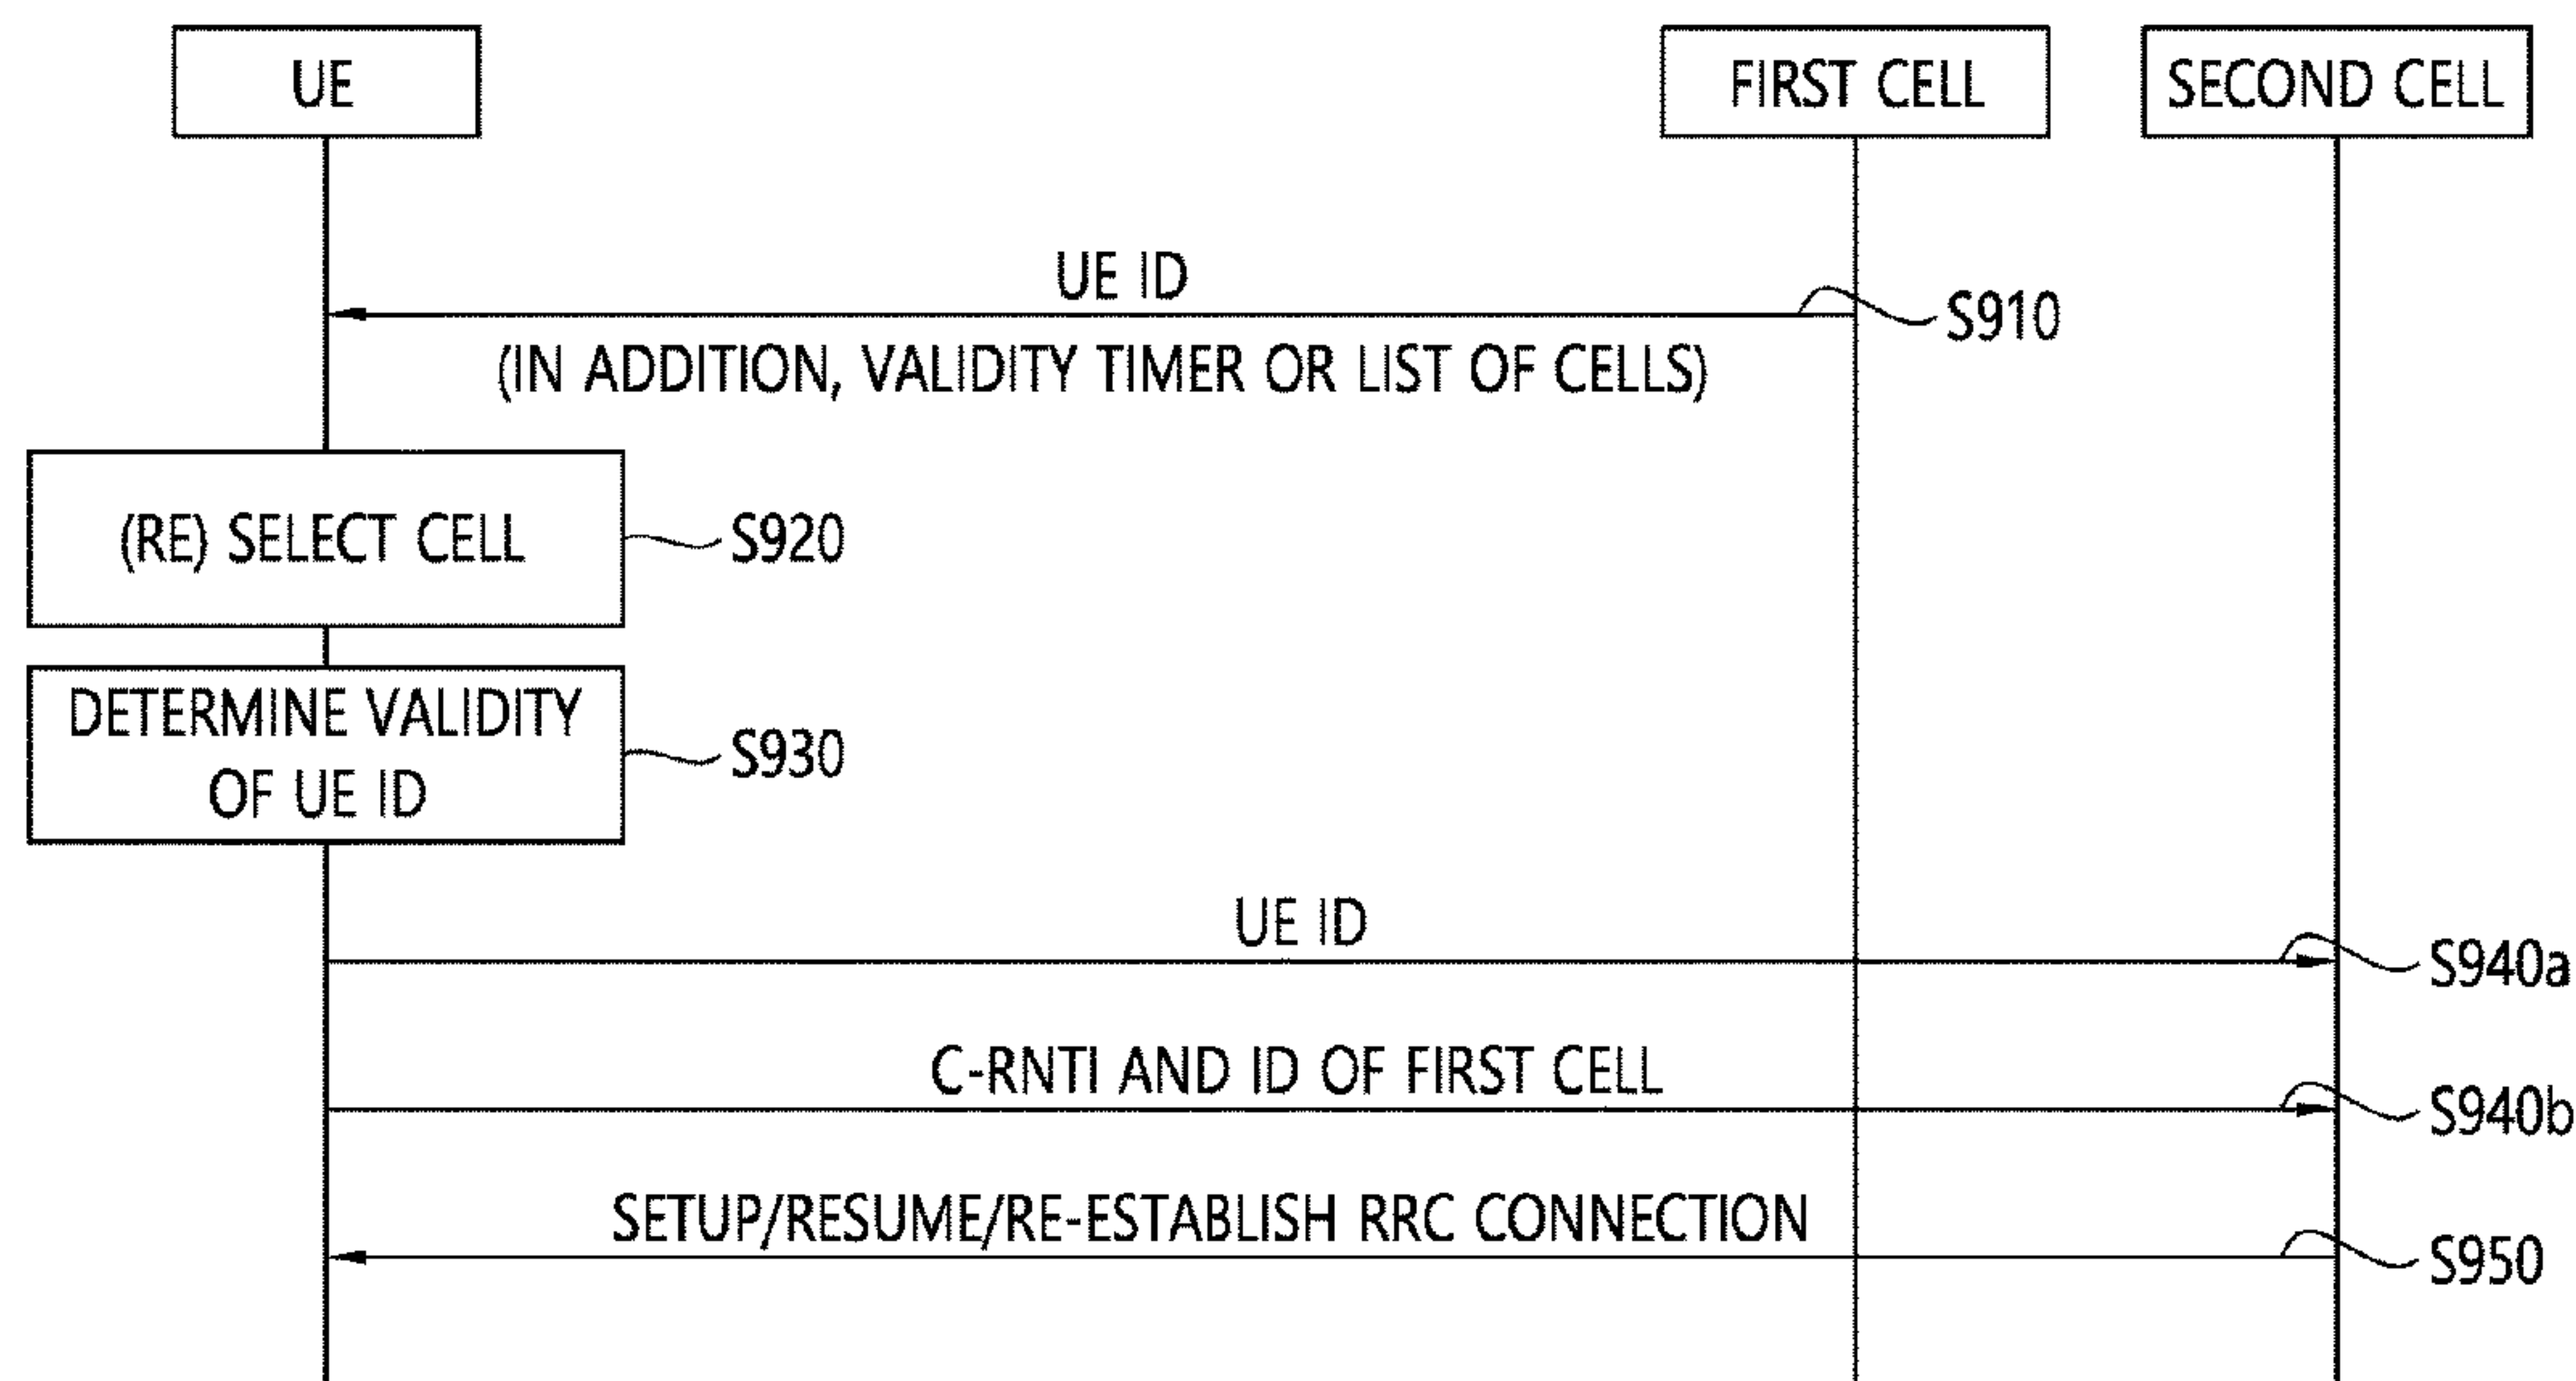 UE
FIRST CELL
SECOND CELL
UE ID
S910
(IN ADDITION, VALIDITY TIMER OR LIST OF CELLS)
(RE) SELECT CELL
S920
DETERMINE VALIDITY
OF UE ID
S930
UE ID
S940a
C-RNTI AND ID OF FIRST CELL
S940b
SETUP/RESUME/RE-ESTABLISH RRC CONNECTION
S950